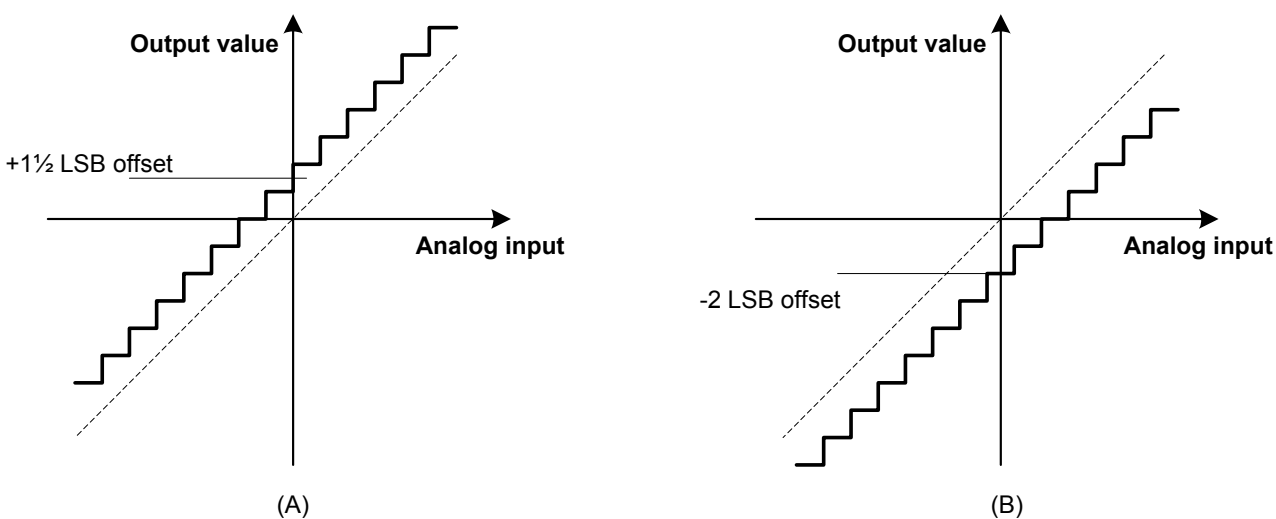 Output value
+1½ LSB offset
Analog input
(A)
Output value
-2 LSB offset
Analog input
(B)